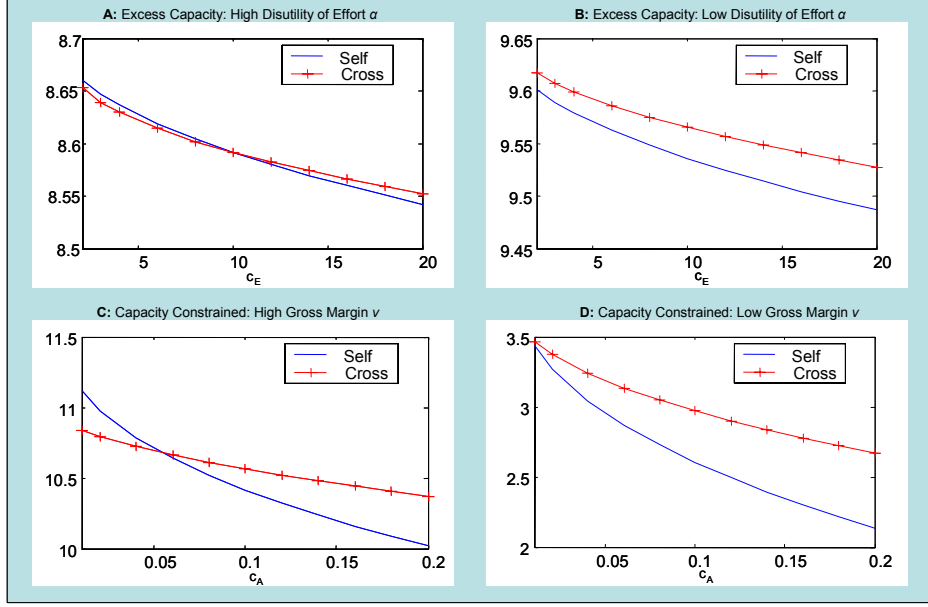 A: Excess Capacity: High Disutility of Effort α
8.7
8.65
8.6
8.55
8.5
Self
Cross
5
10
15
20
cE
B: Excess Capacity: Low Disutility of Effort α
9.65
9.6
9.55
9.5
9.45
Self
Cross
5
10
15
20
cE
C: Capacity Constrained: High Gross Margin v
11.5
11
10.5
10
Self
Cross
0.05
0.1
0.15
0.2
cA
D: Capacity Constrained: Low Gross Margin v
3.5
3
2.5
2
Self
Cross
0.05
0.1
0.15
0.2
cA